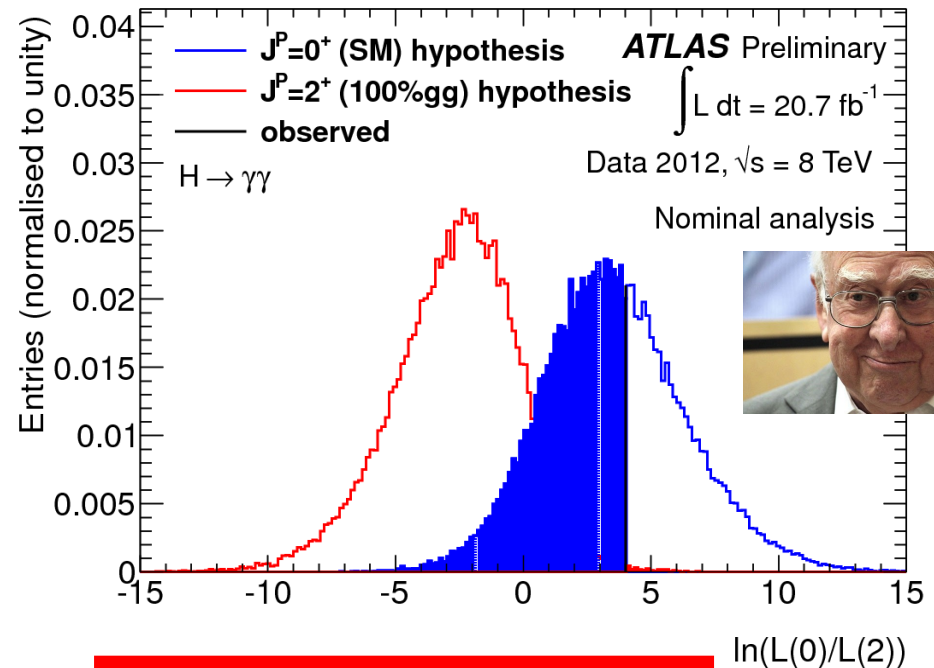 J^P=0^+ (SM) hypothesis
J^P=2^+ (100%gg) hypothesis
observed
H → γγ
ATLAS Preliminary
∫ L dt = 20.7 fb^-1
Data 2012, √s = 8 TeV
Nominal analysis
Entries (normalised to unity)
0.04
0.035
0.03
0.025
0.02
0.015
0.01
0.005
0
-15 -10 -5 0 5 10 15
ln(L(0)/L(2))